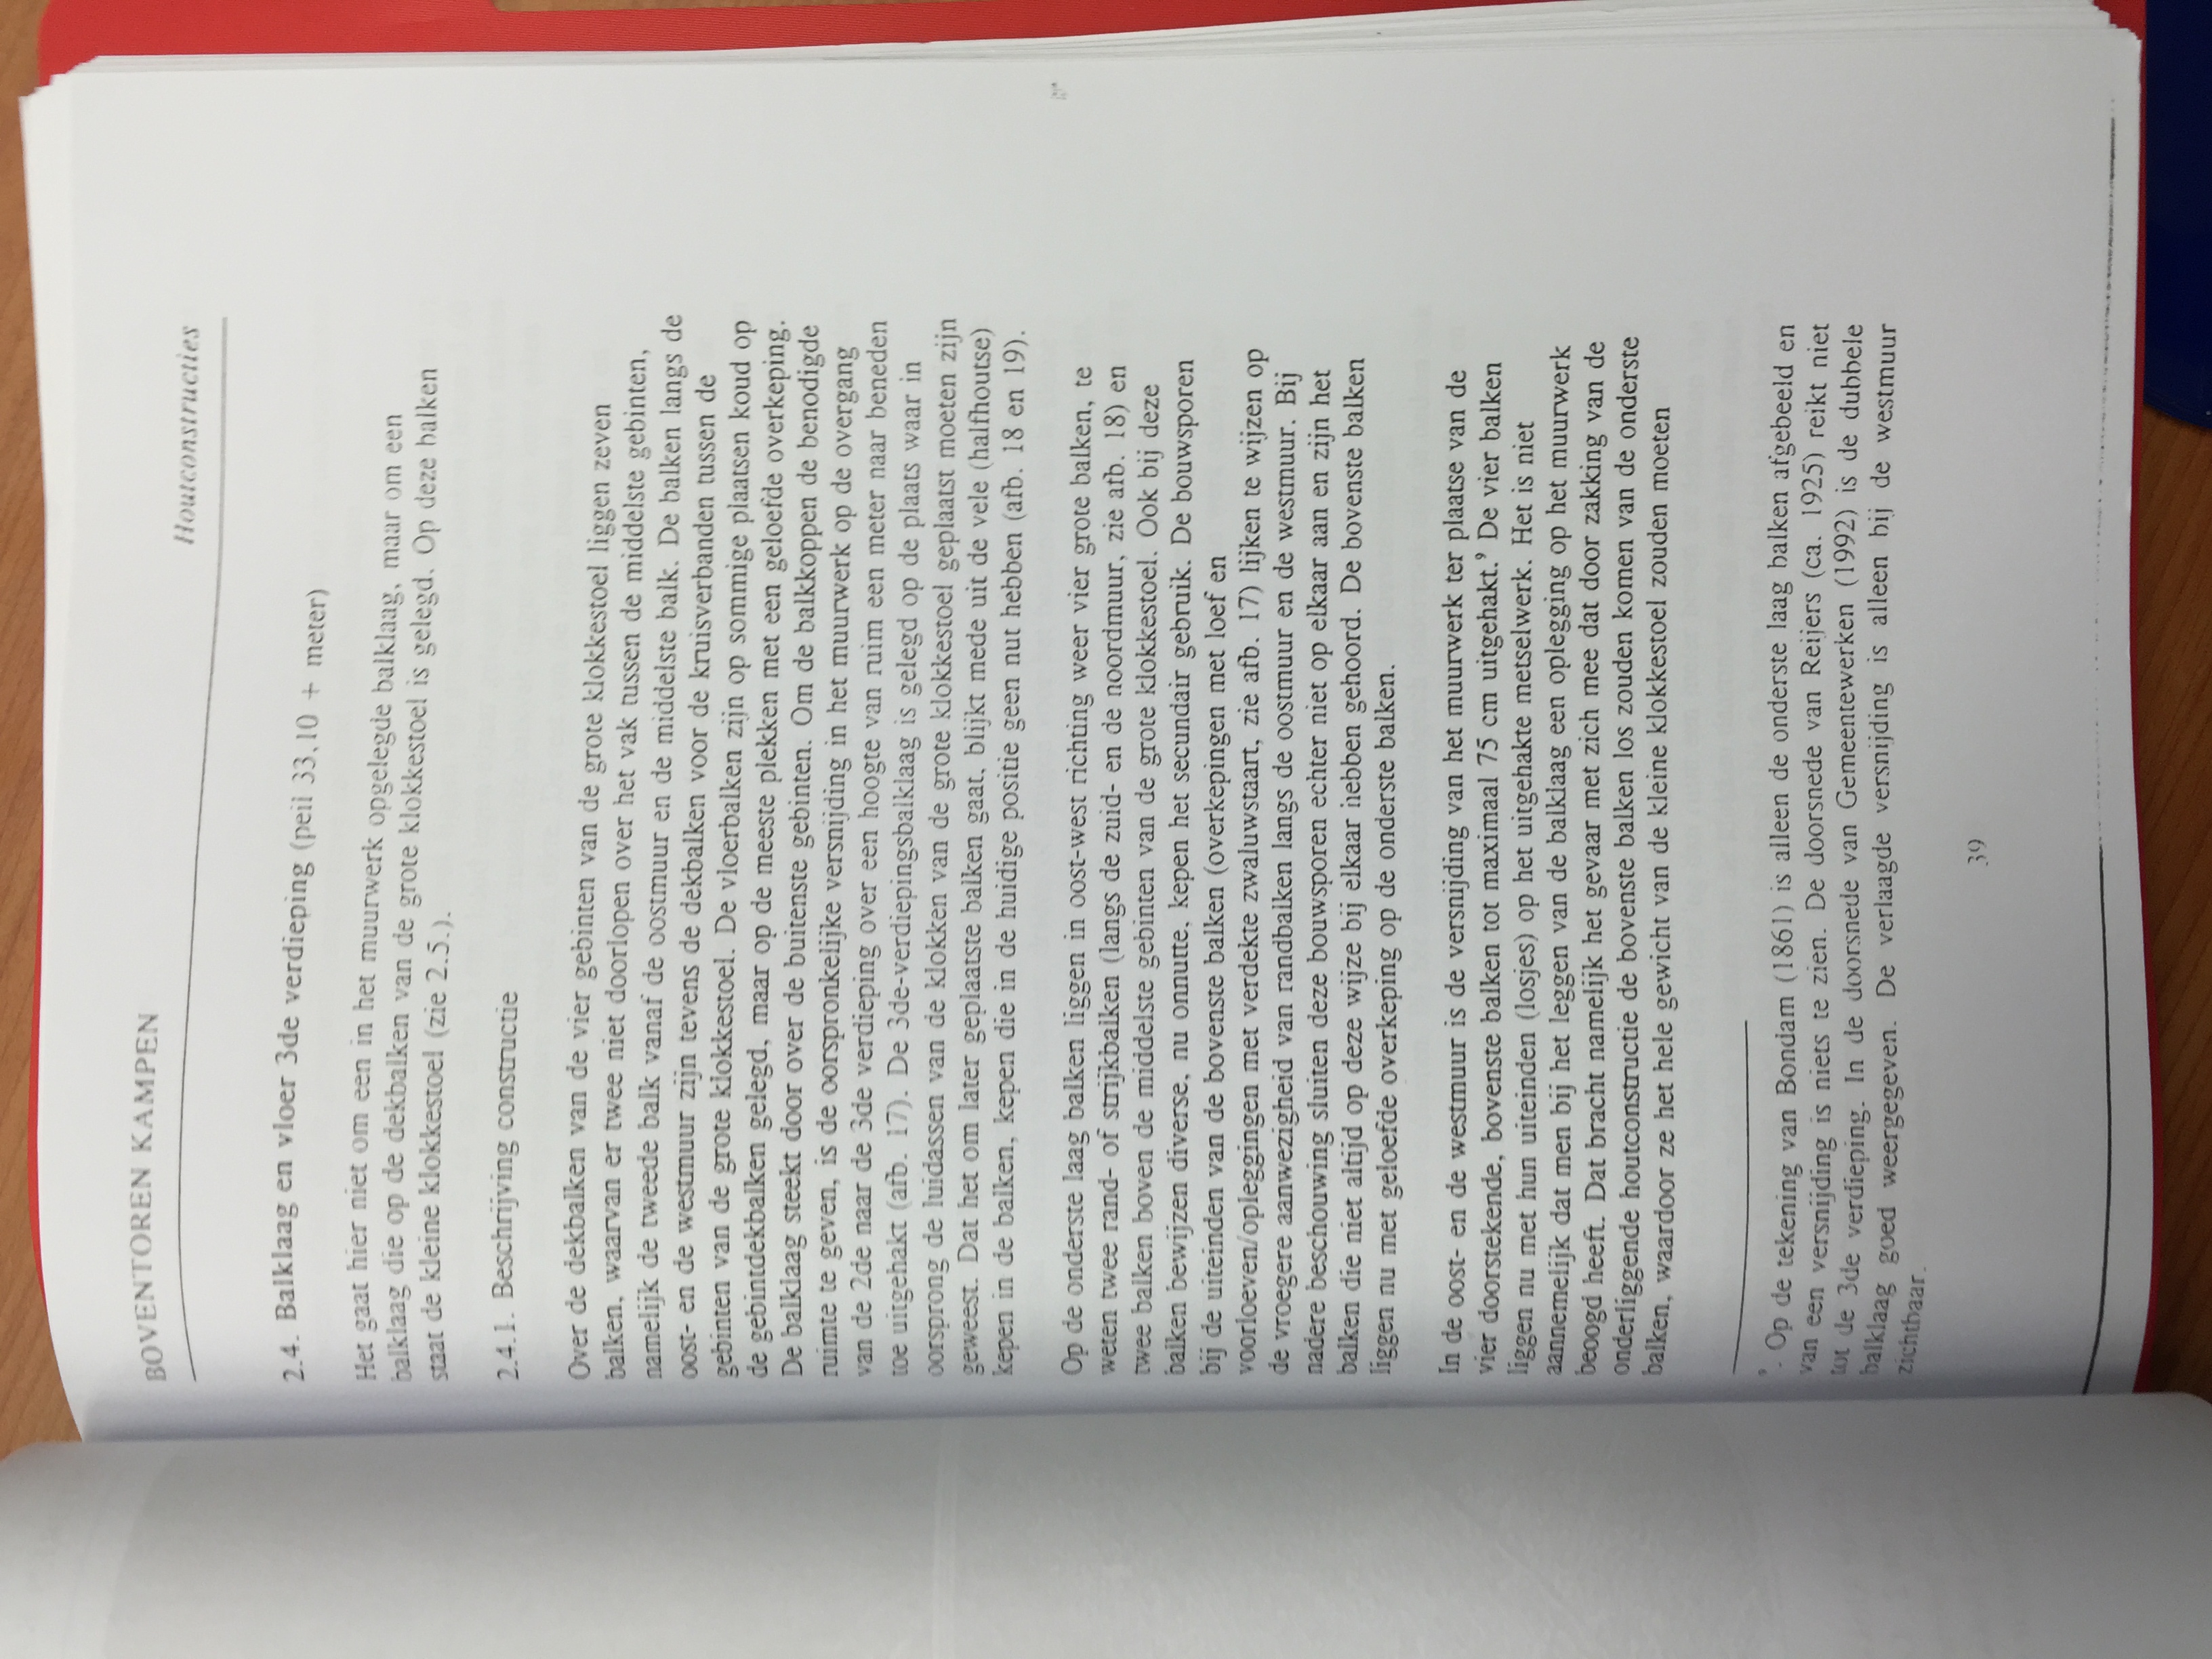 BOVENTOREN KAMPEN
Houtconstructies
2.4. Balklaag en vloer 3de verdieping (peil 33,10 + meter)
Het gaat hier niet om een in het muurwerk opgelegde balklaag, maar om een
balklaag die op de dekbalken van de grote klokkestoel is gelegd. Op deze balken
staat de kleine klokkestoel (zie 2.5.).
2.4.1. Beschrijving constructie
Over de dekbalken van de vier gebinten van de grote klokkestoel liggen zeven
balken, waarvan er twee niet doorlopen over het vak tussen de middelste gebinten,
namelijk de tweede balk vanaf de oostmuur en de middelste balk. De balken langs de
oost- en de westmuur zijn tevens de dekbalken voor de kruisverbanden tussen de
gebinten van de grote klokkestoel. De vloerbalken zijn op sommige plaatsen koud op
de gebintdekbalken gelegd, maar op de meeste plekken met een geloefde overkeping.
De balklaag steekt door over de buitenste gebinten. Om de balkkoppen de benodigde
ruimte te geven, is de oorspronkelijke versnijding in het muurwerk op de overgang
van de 2de naar de 3de verdieping over een hoogte van ruim een meter naar beneden
toe uitgehakt (afb. 17). De 3de-verdiepingsbalklaag is gelegd op de plaats waar in
oorsprong de luidassen van de klokken van de grote klokkestoel geplaatst moeten zijn
geweest. Dat het om later geplaatste balken gaat, blijkt mede uit de vele (halfhoutse)
kepen in de balken, kepen die in de huidige positie geen nut hebben (afb. 18 en 19).
Op de onderste laag balken liggen in oost-west richting weer vier grote balken, te
weten twee rand- of strijkbalken (langs de zuid- en de noordmuur, zie afb. 18) en
twee balken boven de middelste gebinten van de grote klokkestoel. Ook bij deze
balken bewijzen diverse, nu onnutte, kepen het secundair gebruik. De bouwsporen
bij de uiteinden van de bovenste balken (overkepingen met loef en
voorloeven/opleggingen met verdekte zwaluwstaart, zie afb. 17) lijken te wijzen op
de vroegere aanwezigheid van randbalken langs de oostmuur en de westmuur. Bij
nadere beschouwing sluiten deze bouwsporen echter niet op elkaar aan en zijn het
balken die niet altijd op deze wijze bij elkaar hebben gehoord. De bovenste balken
liggen nu met geloefde overkeping op de onderste balken.
In de oost- en de westmuur is de versnijding van het muurwerk ter plaatse van de
vier doorstekende, bovenste balken tot maximaal 75 cm uitgehakt.⁹ De vier balken
liggen nu met hun uiteinden (losjes) op het uitgehakte metselwerk. Het is niet
aannemelijk dat men bij het leggen van de balklaag een oplegging op het muurwerk
beoogd heeft. Dat bracht namelijk het gevaar met zich mee dat door zakking van de
onderliggende houtconstructie de bovenste balken los zouden komen van de onderste
balken, waardoor ze het hele gewicht van de kleine klokkestoel zouden moeten
⁹. Op de tekening van Bondam (1861) is alleen de onderste laag balken afgebeeld en
van een versnijding is niets te zien. De doorsnede van Reijers (ca. 1925) reikt niet
tot de 3de verdieping. In de doorsnede van Gemeentewerken (1992) is de dubbele
balklaag goed weergegeven. De verlaagde versnijding is alleen bij de westmuur
zichtbaar.
39